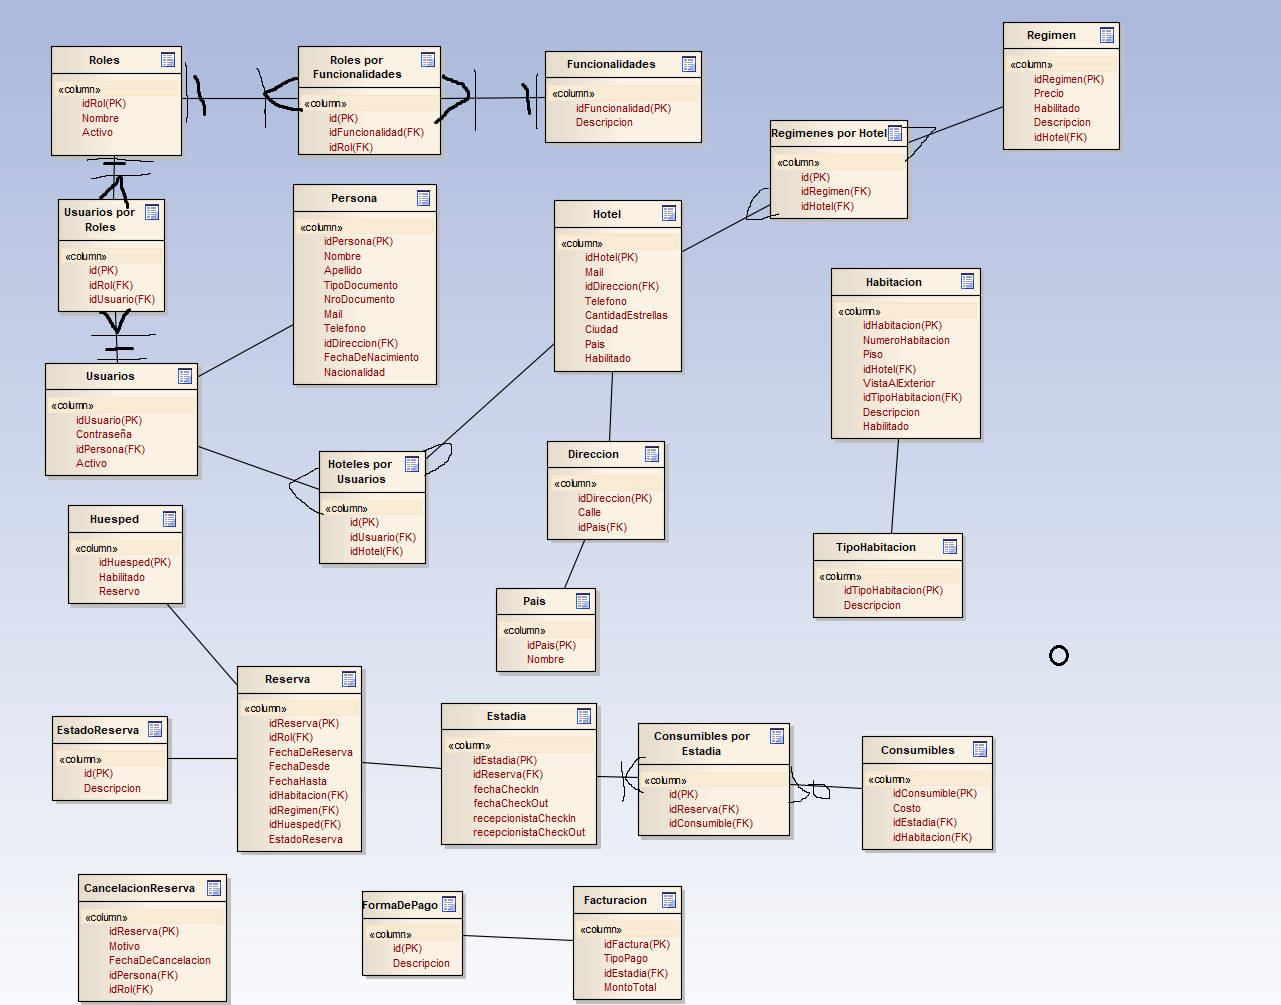 Roles
«column»
idRol(PK)
Nombre
Activo
Roles por
Funcionalidades
«column»
id(PK)
idFuncionalidad(FK)
idRol(FK)
Funcionalidades
«column»
idFuncionalidad(PK)
Descripcion
Regimen
«column»
idRegimen(PK)
Precio
Habilitado
Descripcion
idHotel(FK)
Regimenes por Hotel
«column»
id(PK)
idRegimen(FK)
idHotel(FK)
Usuarios por
Roles
«column»
id(PK)
idRol(FK)
idUsuario(FK)
Persona
«column»
idPersona(PK)
Nombre
Apellido
TipoDocumento
NroDocumento
Mail
Telefono
idDireccion(FK)
FechaDeNacimiento
Nacionalidad
Hotel
«column»
idHotel(PK)
Mail
idDireccion(FK)
Telefono
CantidadEstrellas
Ciudad
Pais
Habilitado
Habitacion
«column»
idHabitacion(PK)
NumeroHabitacion
Piso
idHotel(FK)
VistaAlExterior
idTipoHabitacion(FK)
Descripcion
Habilitado
Usuarios
«column»
idUsuario(PK)
Contraseña
idPersona(FK)
Activo
Hoteles por
Usuarios
«column»
id(PK)
idUsuario(FK)
idHotel(FK)
Direccion
«column»
idDireccion(PK)
Calle
idPais(FK)
Huesped
«column»
idHuesped(PK)
Habilitado
Reservo
TipoHabitacion
«column»
idTipoHabitacion(PK)
Descripcion
Pais
«column»
idPais(PK)
Nombre
Reserva
«column»
idReserva(PK)
idRol(FK)
FechaDeReserva
FechaDesde
FechaHasta
idHabitacion(FK)
idRegimen(FK)
idHuesped(FK)
EstadoReserva
EstadoReserva
«column»
id(PK)
Descripcion
Estadia
«column»
idEstadia(PK)
idReserva(FK)
fechaCheckIn
fechaCheckOut
recepcionistaCheckIn
recepcionistaCheckOut
Consumibles por
Estadia
«column»
id(PK)
idReserva(FK)
idConsumible(FK)
Consumibles
«column»
idConsumible(PK)
Costo
idEstadia(FK)
idHabitacion(FK)
CancelacionReserva
«column»
idReserva(PK)
Motivo
FechaDeCancelacion
idPersona(FK)
idRol(FK)
FormaDePago
«column»
id(PK)
Descripcion
Facturacion
«column»
idFactura(PK)
TipoPago
idEstadia(FK)
MontoTotal